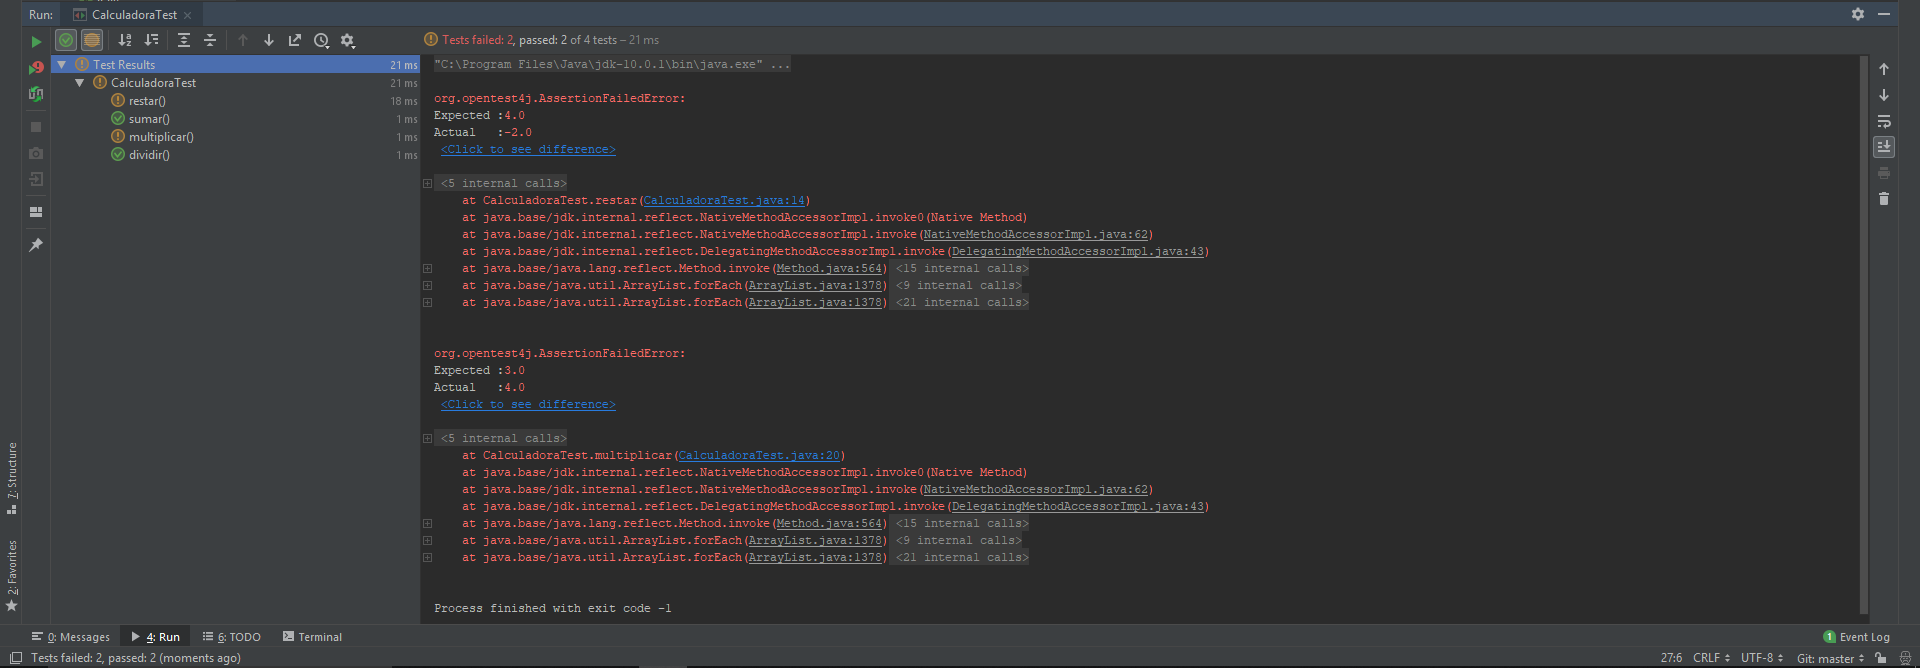 Run: CalculadoraTest
Tests failed: 2, passed: 2 of 4 tests – 21 ms
Test Results 21 ms
CalculadoraTest 21 ms
restar() 18 ms
sumar() 1 ms
multiplicar() 1 ms
dividir() 1 ms
"C:\Program Files\Java\jdk-10.0.1\bin\java.exe" ...
org.opentest4j.AssertionFailedError:
Expected :4.0
Actual   :-2.0
<Click to see difference>
<5 internal calls>
at CalculadoraTest.restar(CalculadoraTest.java:14)
at java.base/jdk.internal.reflect.NativeMethodAccessorImpl.invoke0(Native Method)
at java.base/jdk.internal.reflect.NativeMethodAccessorImpl.invoke(NativeMethodAccessorImpl.java:62)
at java.base/jdk.internal.reflect.DelegatingMethodAccessorImpl.invoke(DelegatingMethodAccessorImpl.java:43)
at java.base/java.lang.reflect.Method.invoke(Method.java:564) <15 internal calls>
at java.base/java.util.ArrayList.forEach(ArrayList.java:1378) <9 internal calls>
at java.base/java.util.ArrayList.forEach(ArrayList.java:1378) <21 internal calls>
org.opentest4j.AssertionFailedError:
Expected :3.0
Actual   :4.0
<Click to see difference>
<5 internal calls>
at CalculadoraTest.multiplicar(CalculadoraTest.java:20)
at java.base/jdk.internal.reflect.NativeMethodAccessorImpl.invoke0(Native Method)
at java.base/jdk.internal.reflect.NativeMethodAccessorImpl.invoke(NativeMethodAccessorImpl.java:62)
at java.base/jdk.internal.reflect.DelegatingMethodAccessorImpl.invoke(DelegatingMethodAccessorImpl.java:43)
at java.base/java.lang.reflect.Method.invoke(Method.java:564) <15 internal calls>
at java.base/java.util.ArrayList.forEach(ArrayList.java:1378) <9 internal calls>
at java.base/java.util.ArrayList.forEach(ArrayList.java:1378) <21 internal calls>
Process finished with exit code -1
7: Structure
2: Favorites
0: Messages 4: Run 6: TODO Terminal 1 Event Log
Tests failed: 2, passed: 2 (moments ago) 27:6 CRLF UTF-8 Git: master